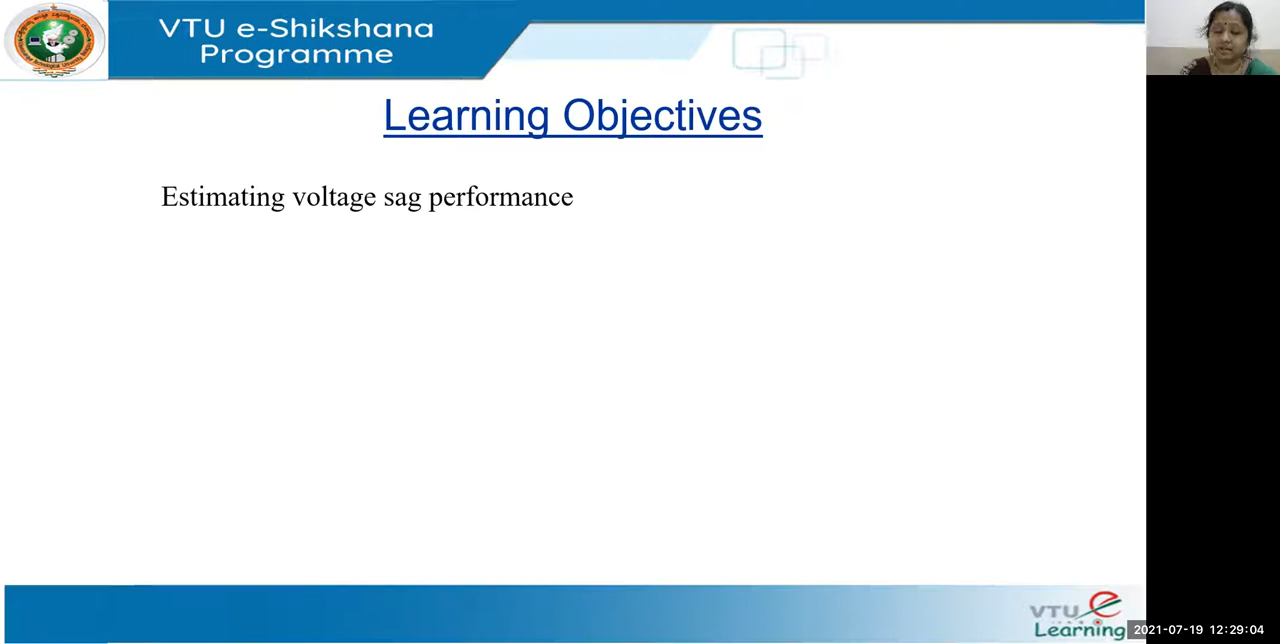 VTU e-Shikshana
Programme
Learning Objectives
Estimating voltage sag performance
VTU e
Learning
2021-07-19 12:29:04